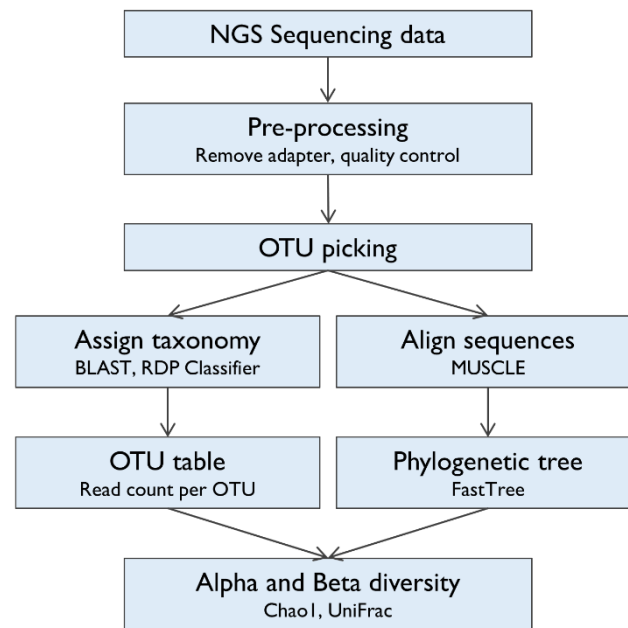 NGS Sequencing data
Pre-processing
Remove adapter, quality control
OTU picking
Assign taxonomy
BLAST, RDP Classifier
Align sequences
MUSCLE
OTU table
Read count per OTU
Phylogenetic tree
FastTree
Alpha and Beta diversity
Chao1, UniFrac